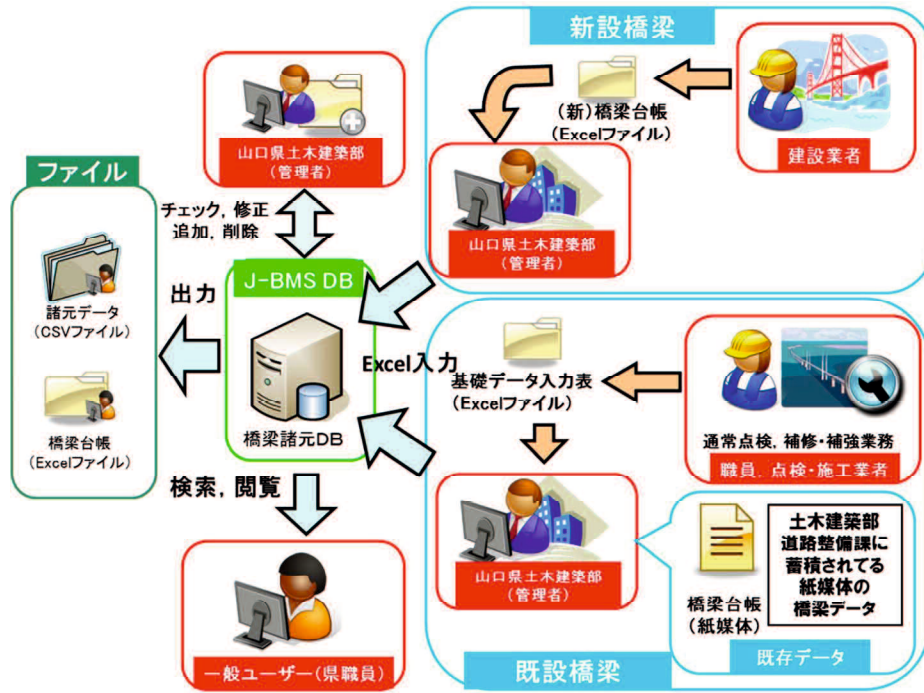 新設橋梁
(新)橋梁台帳
(Excelファイル)
建設業者
山口県土木建築部
(管理者)
山口県土木建築部
(管理者)
チェック, 修正
追加, 削除
ファイル
諸元データ
(CSVファイル)
橋梁台帳
(Excelファイル)
出力
J-BMS DB
橋梁諸元DB
Excel入力
検索, 閲覧
一般ユーザー(県職員)
基礎データ入力表
(Excelファイル)
通常点検, 補修・補強業務
職員, 点検・施工業者
山口県土木建築部
(管理者)
橋梁台帳
(紙媒体)
土木建築部
道路整備課に
蓄積されてる
紙媒体の
橋梁データ
既存データ
既設橋梁